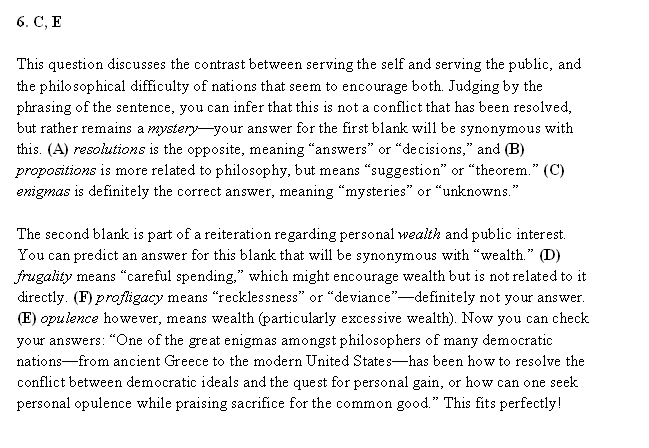 6. C, E
This question discusses the contrast between serving the self and serving the public, and
the philosophical difficulty of nations that seem to encourage both. Judging by the
phrasing of the sentence, you can infer that this is not a conflict that has been resolved,
but rather remains a mystery—your answer for the first blank will be synonymous with
this. (A) resolutions is the opposite, meaning “answers” or “decisions,” and (B)
propositions is more related to philosophy, but means “suggestion” or “theorem.” (C)
enigmas is definitely the correct answer, meaning “mysteries” or “unknowns.”
The second blank is part of a reiteration regarding personal wealth and public interest.
You can predict an answer for this blank that will be synonymous with “wealth.” (D)
frugality means “careful spending,” which might encourage wealth but is not related to it
directly. (F) profligacy means “recklessness” or “deviance”—definitely not your answer.
(E) opulence however, means wealth (particularly excessive wealth). Now you can check
your answers: “One of the great enigmas amongst philosophers of many democratic
nations—from ancient Greece to the modern United States—has been how to resolve the
conflict between democratic ideals and the quest for personal gain, or how can one seek
personal opulence while praising sacrifice for the common good.” This fits perfectly!